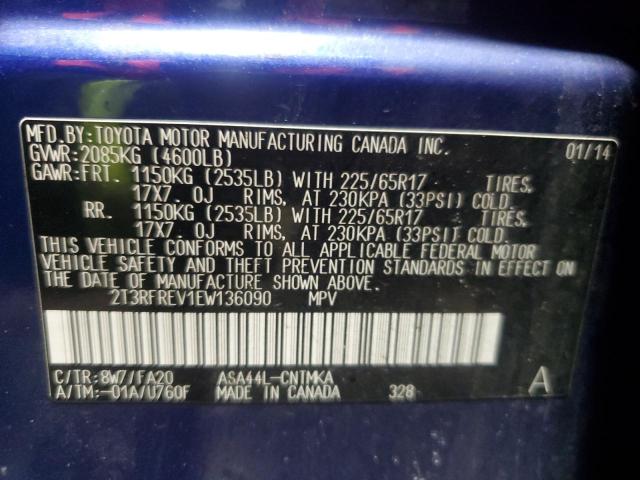 MFD.BY:TOYOTA MOTOR MANUFACTURING CANADA INC. 01/14
GVWR:2085KG (4600LB)
GAWR:FRT. 1150KG (2535LB) WITH 225/65R17 TIRES,
17X7.0J RIMS, AT 230KPA (33PSI) COLD.
RR. 1150KG (2535LB) WITH 225/65R17 TIRES,
17X7.0J RIMS, AT 230KPA (33PSI) COLD.
THIS VEHICLE CONFORMS TO ALL APPLICABLE FEDERAL MOTOR
VEHICLE SAFETY AND THEFT PREVENTION STANDARDS IN EFFECT ON
THE DATE OF MANUFACTURE SHOWN ABOVE.
2T3RFREV1EW136090 MPV
C/TR:8W7/FA20 ASA44L-CNTMKA
A/TM:-01A/U760F MADE IN CANADA 328 A